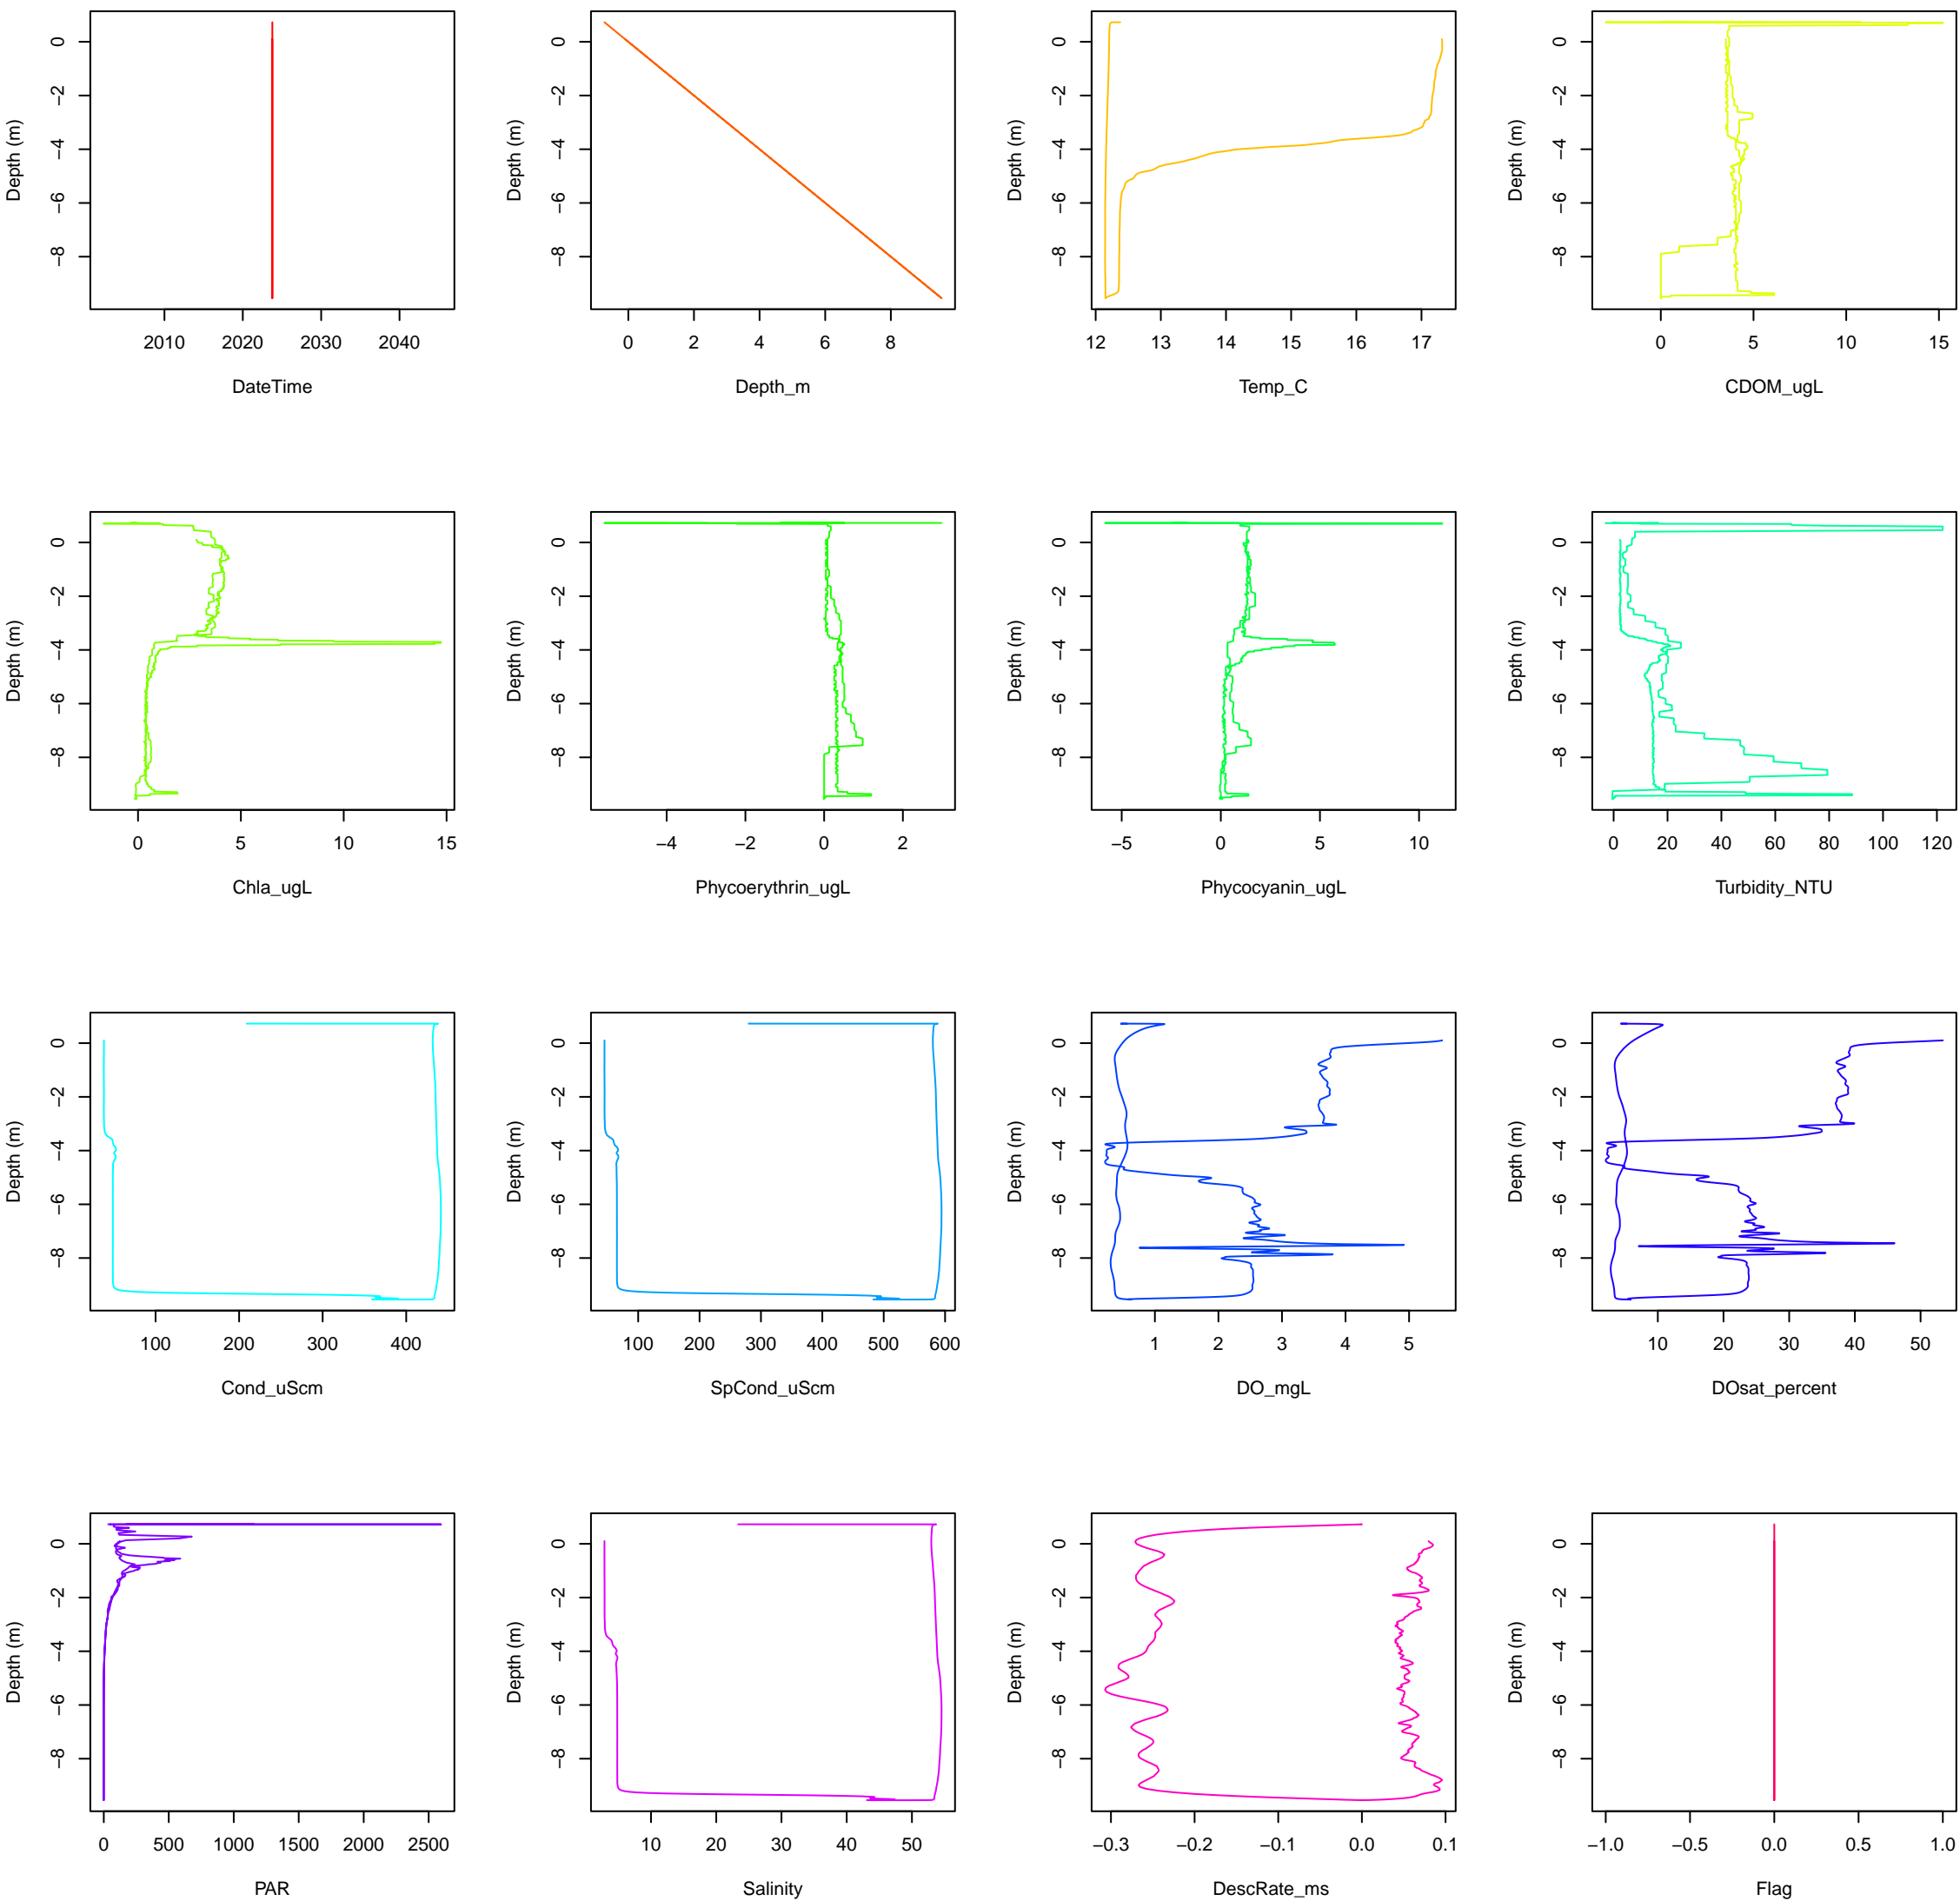 Depth (m) 0 −2 −4 −6 −8 2010 2020 2030 2040 DateTime
Depth (m) 0 −2 −4 −6 −8 0 2 4 6 8 Depth_m
Depth (m) 0 −2 −4 −6 −8 12 13 14 15 16 17 Temp_C
Depth (m) 0 −2 −4 −6 −8 0 5 10 15 CDOM_ugL
Depth (m) 0 −2 −4 −6 −8 0 5 10 15 Chla_ugL
Depth (m) 0 −2 −4 −6 −8 −4 −2 0 2 Phycoerythrin_ugL
Depth (m) 0 −2 −4 −6 −8 −5 0 5 10 Phycocyanin_ugL
Depth (m) 0 −2 −4 −6 −8 0 20 40 60 80 100 120 Turbidity_NTU
Depth (m) 0 −2 −4 −6 −8 100 200 300 400 Cond_uScm
Depth (m) 0 −2 −4 −6 −8 100 200 300 400 500 600 SpCond_uScm
Depth (m) 0 −2 −4 −6 −8 1 2 3 4 5 DO_mgL
Depth (m) 0 −2 −4 −6 −8 10 20 30 40 50 DOsat_percent
Depth (m) 0 −2 −4 −6 −8 0 500 1000 1500 2000 2500 PAR
Depth (m) 0 −2 −4 −6 −8 10 20 30 40 50 Salinity
Depth (m) 0 −2 −4 −6 −8 −0.3 −0.2 −0.1 0.0 0.1 DescRate_ms
Depth (m) 0 −2 −4 −6 −8 −1.0 −0.5 0.0 0.5 1.0 Flag